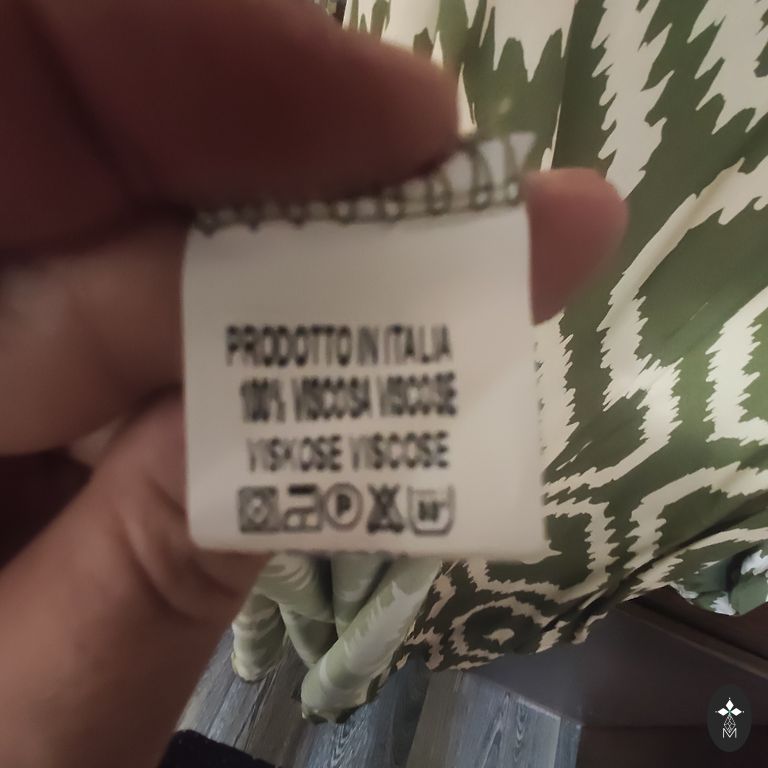 PRODOTTO IN ITALIA
100% VISCOSA VISCOSE
VISKOSE VISCOSE
P
M